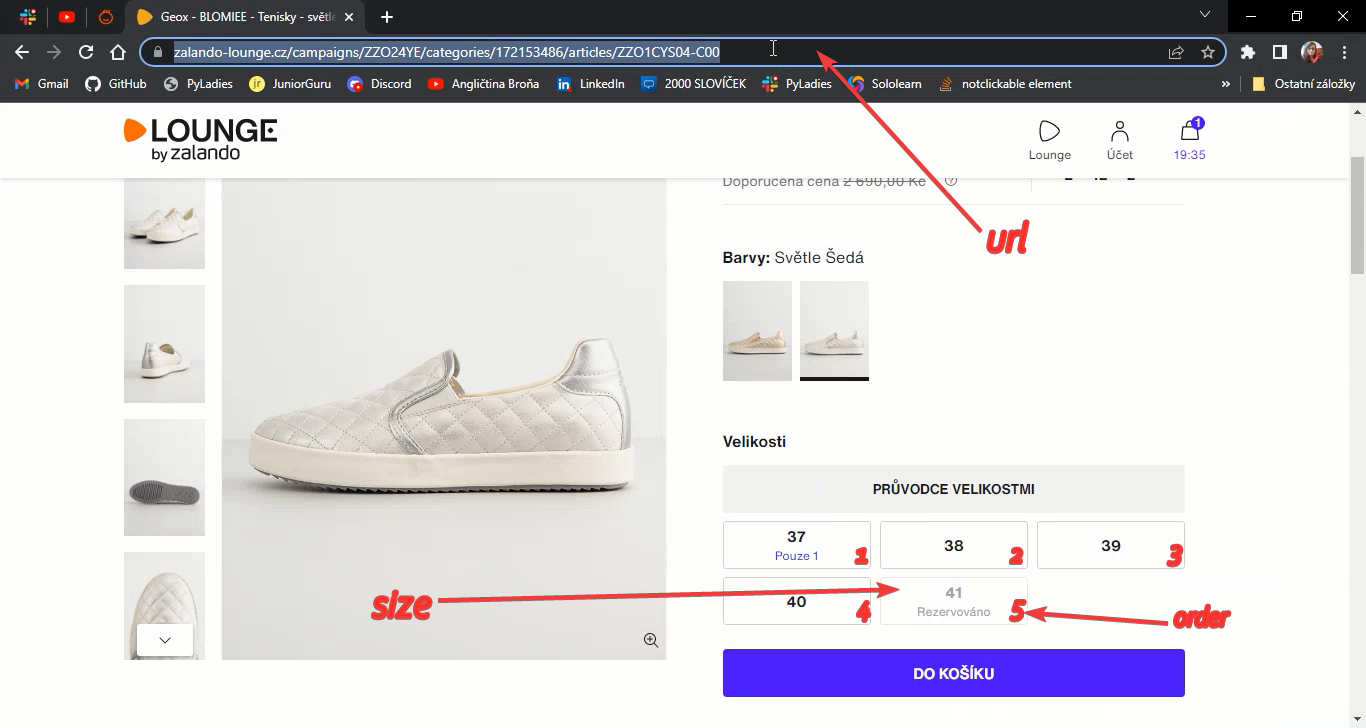 Geox - BLOMIEE - Tenisky - světle
zalando-lounge.cz/campaigns/ZZO24YE/categories/172153486/articles/ZZO1CYS04-C00
Gmail GitHub PyLadies JuniorGuru Discord Angličtina Broňa LinkedIn 2000 SLOVÍČEK PyLadies Sololearn notclickable element » Ostatní záložky
LOUNGE
by zalando
Lounge Účet 1 19:35
Doporučená cena 2 690,00 Kč
url
Barvy: Světle Šedá
Velikosti
PRŮVODCE VELIKOSTMI
37
Pouze 1
1
38
2
39
3
size
40
4
41
Rezervováno
5
order
DO KOŠÍKU